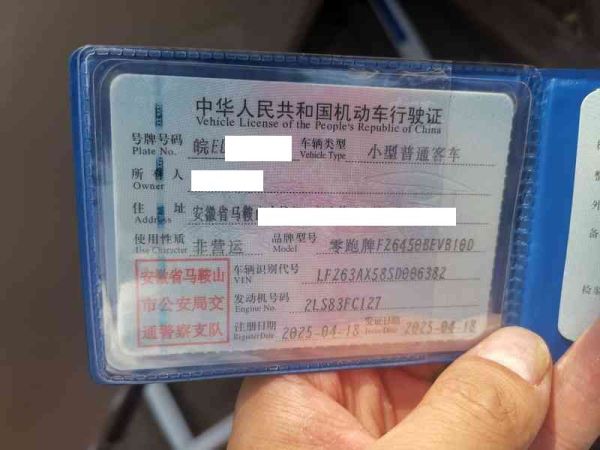 中华人民共和国机动车行驶证
Vehicle License of the People's Republic of China
号牌号码 皖E 车辆类型 小型普通客车
Plate No. Vehicle Type
所有人
Owner
住址 安徽省马鞍山
Address
使用性质 非营运 品牌型号 零跑牌FZ6450BEVB10D
Use Character Model
安徽省马鞍山市公安局交通警察支队
车辆识别代号 LFZ63AX58SD006382
VIN
发动机号码 2LS83FC127
Engine No.
注册日期 2025-04-18 发证日期 2025-04-18
Register Date Issue Date